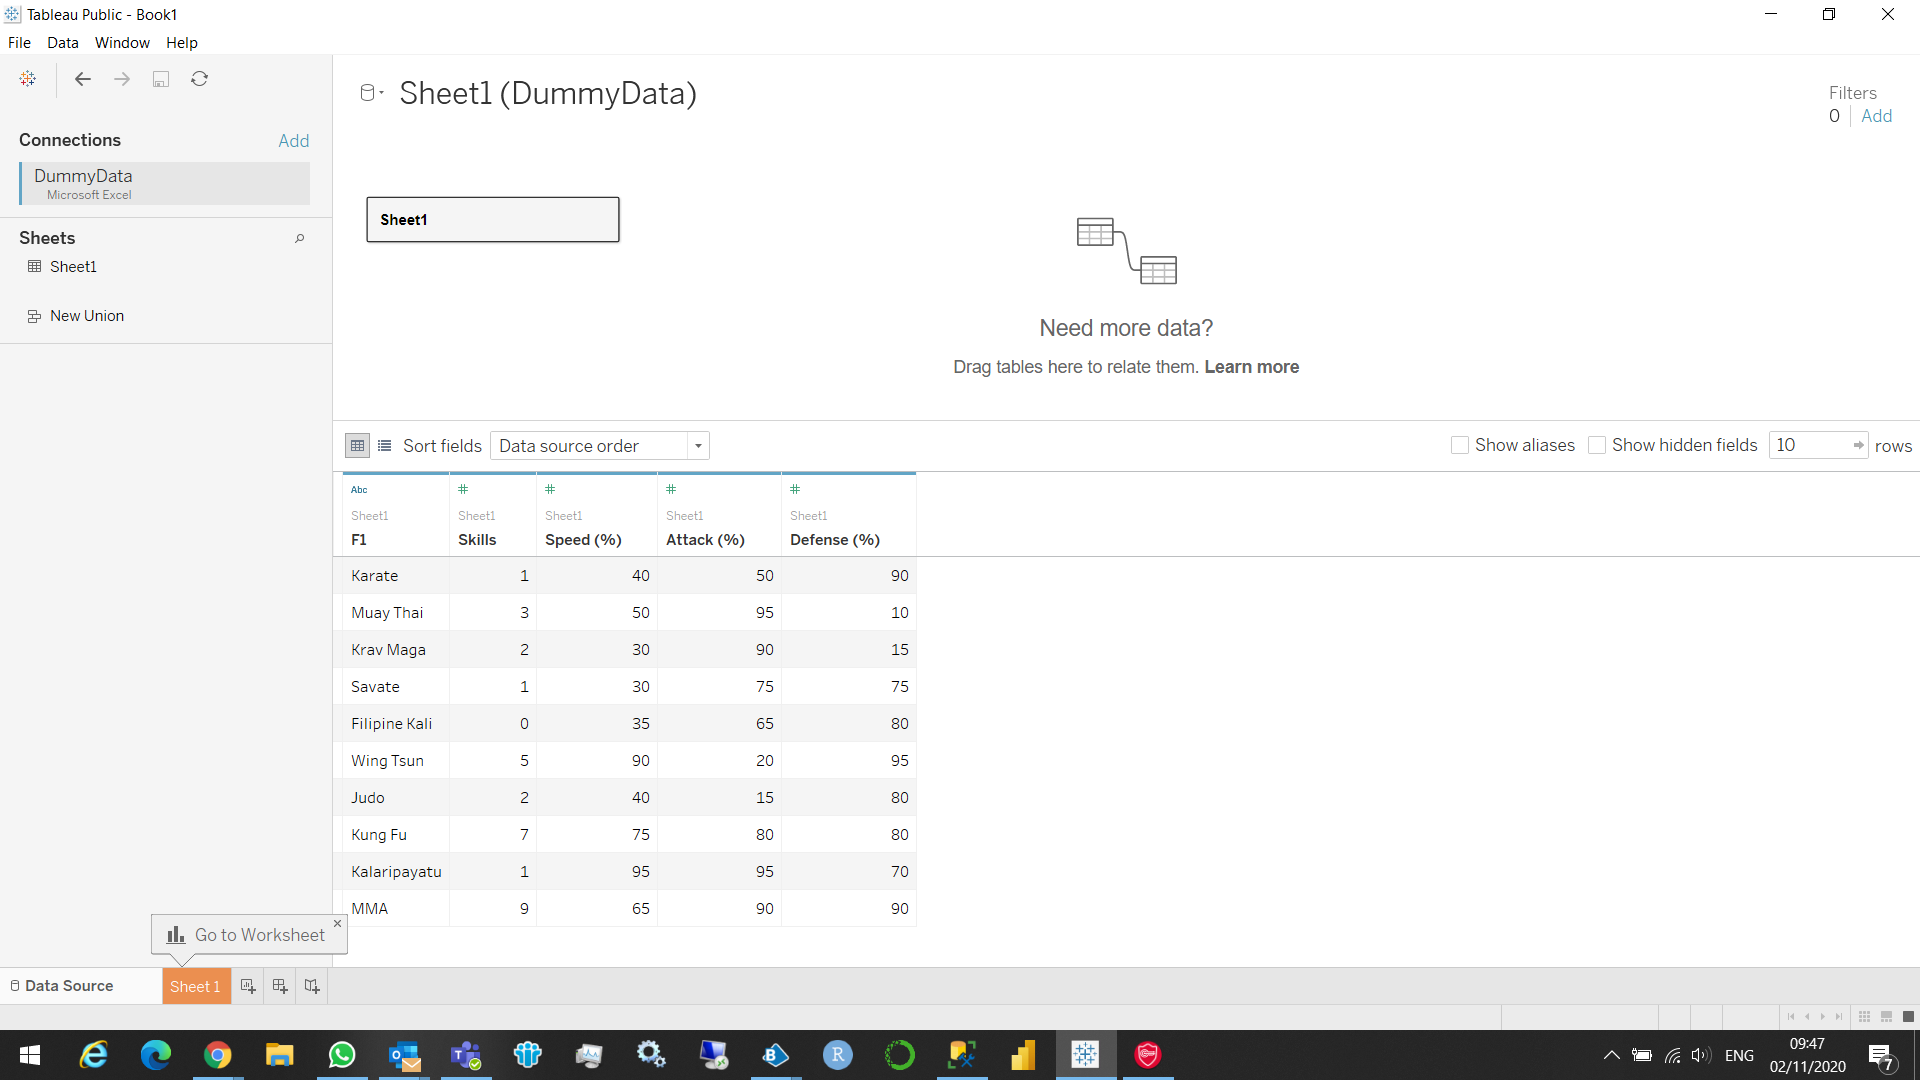 Tableau Public - Book1
File Data Window Help
Connections Add
DummyData
Microsoft Excel
Sheets
Sheet1
New Union
Sheet1 (DummyData)
Filters
0 Add
Sheet1
Need more data?
Drag tables here to relate them. Learn more
Sort fields Data source order Show aliases Show hidden fields 10 rows
Abc # # # #
Sheet1 Sheet1 Sheet1 Sheet1 Sheet1
F1 Skills Speed (%) Attack (%) Defense (%)
Karate 1 40 50 90
Muay Thai 3 50 95 10
Krav Maga 2 30 90 15
Savate 1 30 75 75
Filipine Kali 0 35 65 80
Wing Tsun 5 90 20 95
Judo 2 40 15 80
Kung Fu 7 75 80 80
Kalaripayatu 1 95 95 70
MMA 9 65 90 90
Go to Worksheet
Data Source Sheet 1
ENG
09:47
02/11/2020
7